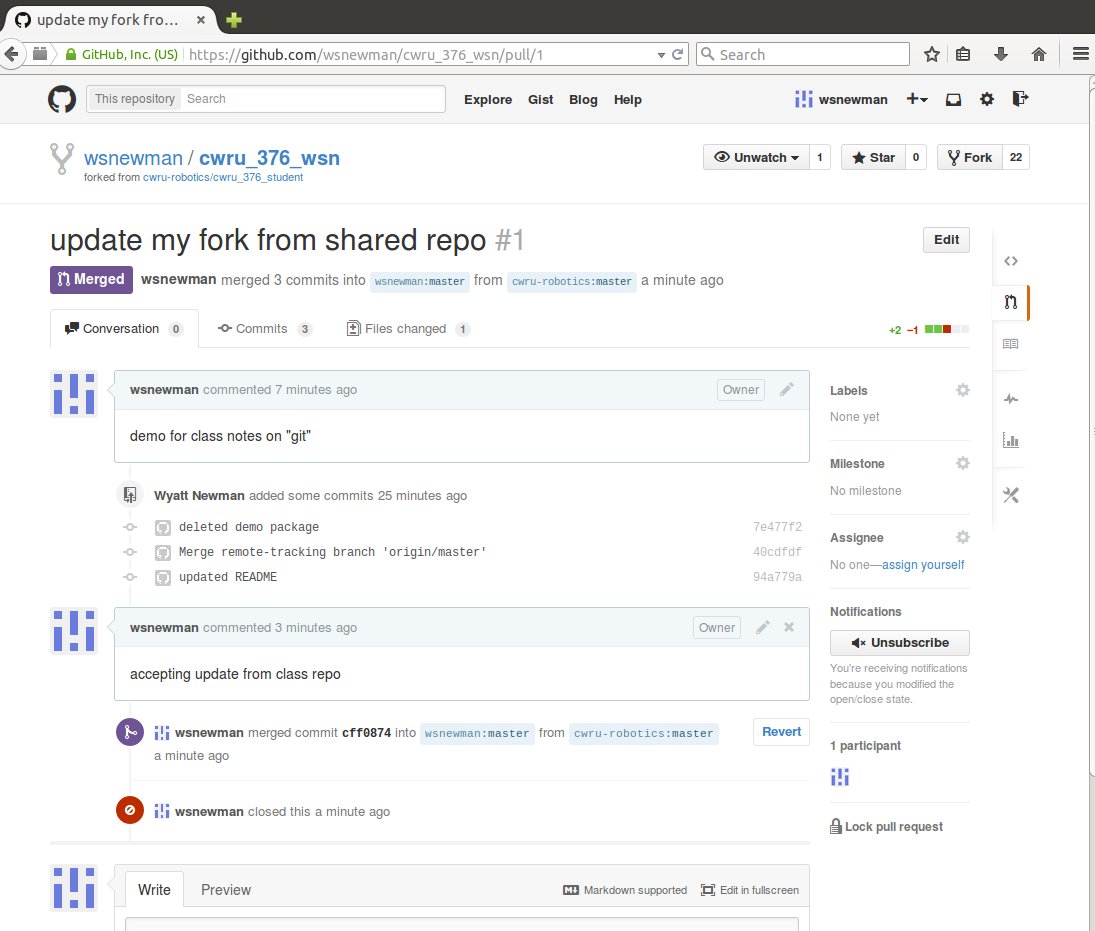 update my fork fro...
GitHub, Inc. (US) https://github.com/wsnewman/cwru_376_wsn/pull/1 Search
This repository Search Explore Gist Blog Help wsnewman
wsnewman / cwru_376_wsn
forked from cwru-robotics/cwru_376_student
Unwatch 1 Star 0 Fork 22
update my fork from shared repo #1
Edit
Merged wsnewman merged 3 commits into wsnewman:master from cwru-robotics:master a minute ago
Conversation 0 Commits 3 Files changed 1 +2 −1
wsnewman commented 7 minutes ago Owner
demo for class notes on "git"
Wyatt Newman added some commits 25 minutes ago
deleted demo package 7e477f2
Merge remote-tracking branch 'origin/master' 40cdfdf
updated README 94a779a
wsnewman commented 3 minutes ago Owner
accepting update from class repo
wsnewman merged commit cff0874 into wsnewman:master from cwru-robotics:master Revert
a minute ago
wsnewman closed this a minute ago
Write Preview Markdown supported Edit in fullscreen
Labels
None yet
Milestone
No milestone
Assignee
No one—assign yourself
Notifications
Unsubscribe
You're receiving notifications
because you modified the
open/close state.
1 participant
Lock pull request